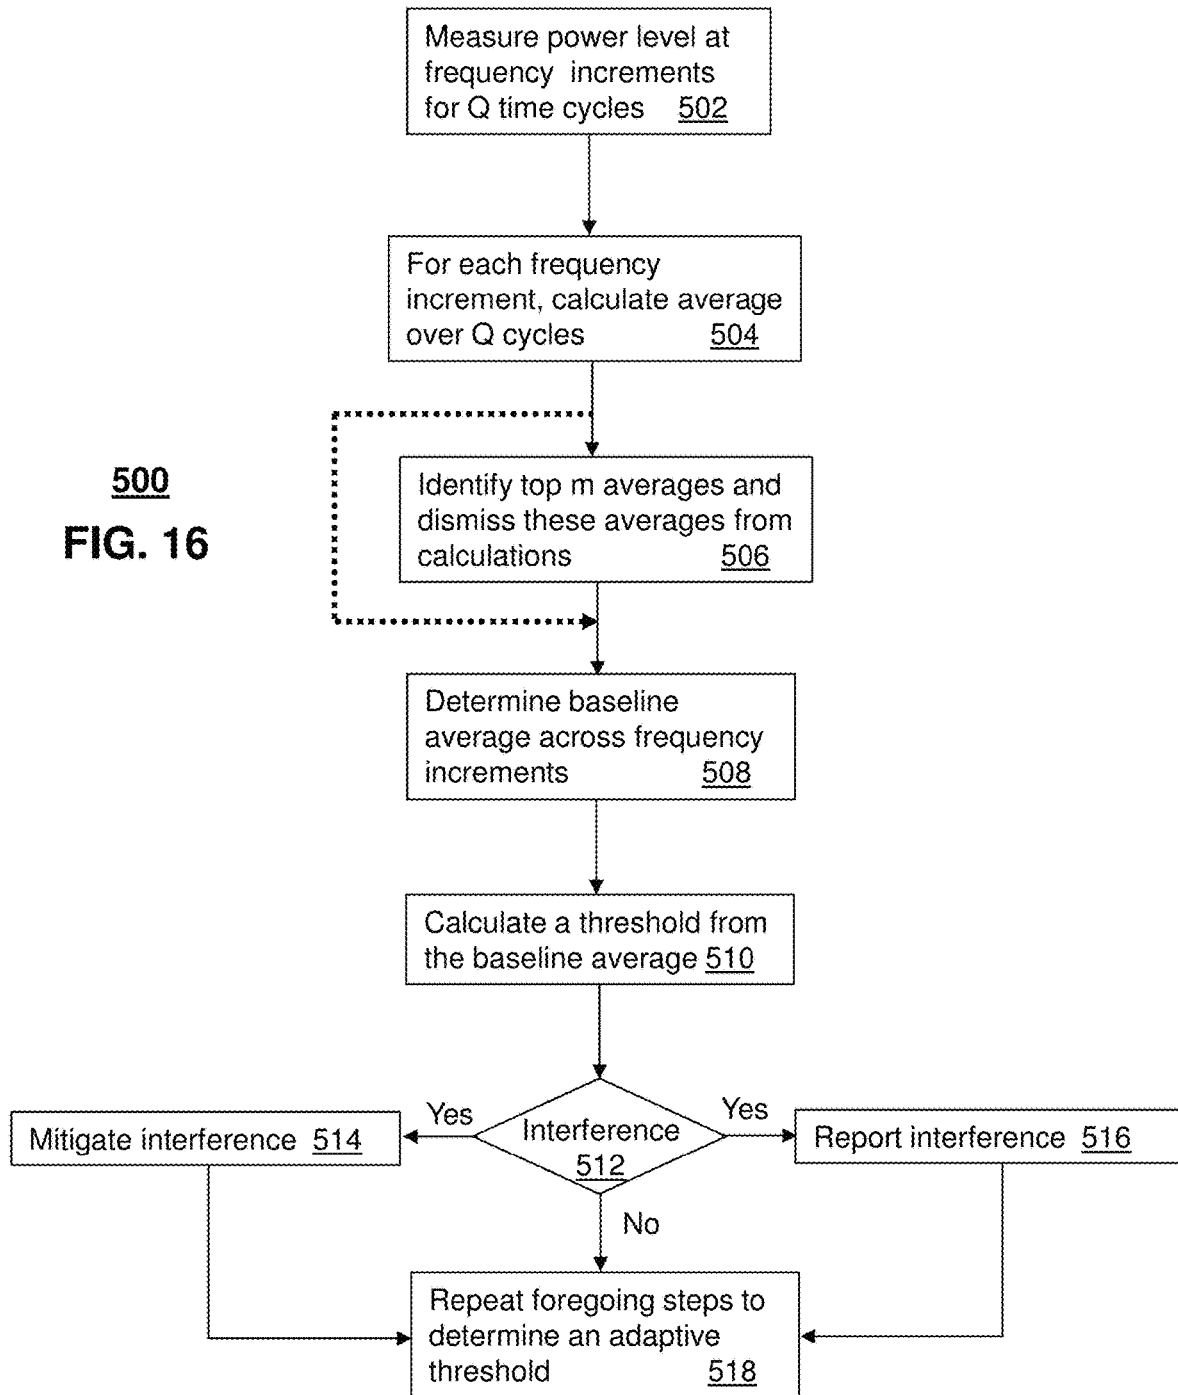 Measure power level at
frequency increments
for Q time cycles 502
For each frequency
increment, calculate average
over Q cycles 504
500
FIG. 16
Identify top m averages and
dismiss these averages from
calculations 506
Determine baseline
average across frequency
increments 508
Calculate a threshold from
the baseline average 510
Yes
Yes
Mitigate interference 514
Interference
512
Report interference 516
No
Repeat foregoing steps to
determine an adaptive
threshold 518